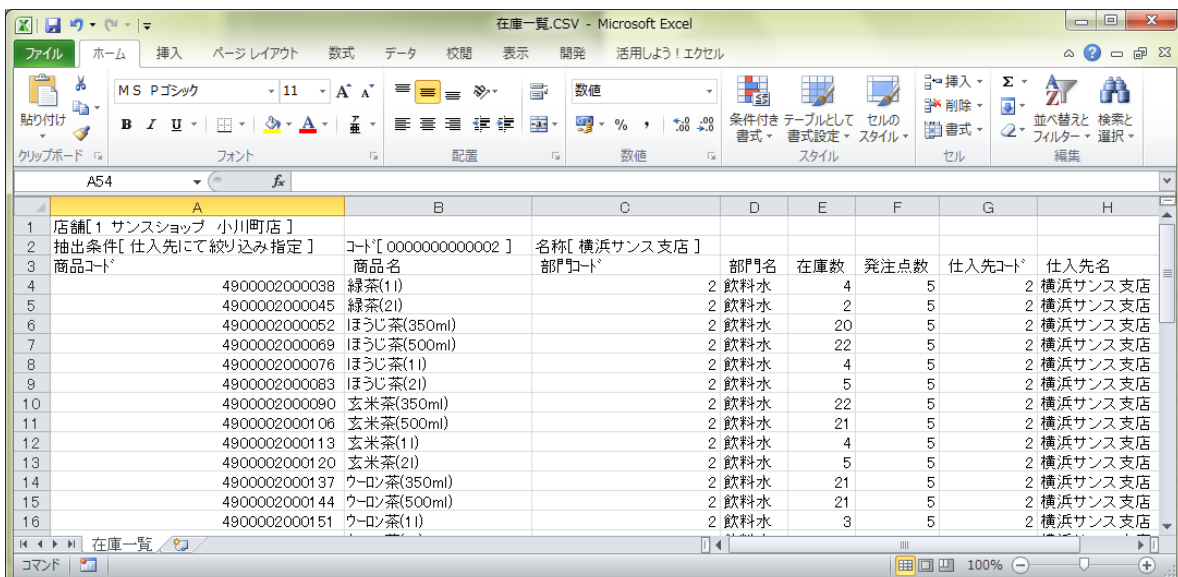 在庫一覧.CSV - Microsoft Excel
ファイル ホーム 挿入 ページ レイアウト 数式 データ 校閲 表示 開発 活用しよう！エクセル
ＭＳ Ｐゴシック 11 A A 数値 挿入 Σ
貼り付け B I U A 亜 % , 条件付き書式 テーブルとして書式設定 セルのスタイル 削除 書式 並べ替えとフィルター 検索と選択
クリップボード フォント 配置 数値 スタイル セル 編集
A54 fx
A B C D E F G H
1 店舗[1 サンスショップ 小川町店 ]
2 抽出条件[ 仕入先にて絞り込み指定 ] ｺｰﾄﾞ[ 0000000000002 ] 名称[ 横浜サンス支店 ]
3 商品ｺｰﾄﾞ 商品名 部門ｺｰﾄﾞ 部門名 在庫数 発注点数 仕入先ｺｰﾄﾞ 仕入先名
4 4900002000038 緑茶(1l) 2 飲料水 4 5 2 横浜サンス支店
5 4900002000045 緑茶(2l) 2 飲料水 2 5 2 横浜サンス支店
6 4900002000052 ほうじ茶(350ml) 2 飲料水 20 5 2 横浜サンス支店
7 4900002000069 ほうじ茶(500ml) 2 飲料水 22 5 2 横浜サンス支店
8 4900002000076 ほうじ茶(1l) 2 飲料水 4 5 2 横浜サンス支店
9 4900002000083 ほうじ茶(2l) 2 飲料水 5 5 2 横浜サンス支店
10 4900002000090 玄米茶(350ml) 2 飲料水 22 5 2 横浜サンス支店
11 4900002000106 玄米茶(500ml) 2 飲料水 21 5 2 横浜サンス支店
12 4900002000113 玄米茶(1l) 2 飲料水 4 5 2 横浜サンス支店
13 4900002000120 玄米茶(2l) 2 飲料水 5 5 2 横浜サンス支店
14 4900002000137 ｳｰﾛﾝ茶(350ml) 2 飲料水 21 5 2 横浜サンス支店
15 4900002000144 ｳｰﾛﾝ茶(500ml) 2 飲料水 21 5 2 横浜サンス支店
16 4900002000151 ｳｰﾛﾝ茶(1l) 2 飲料水 3 5 2 横浜サンス支店
在庫一覧
コマンド 100%